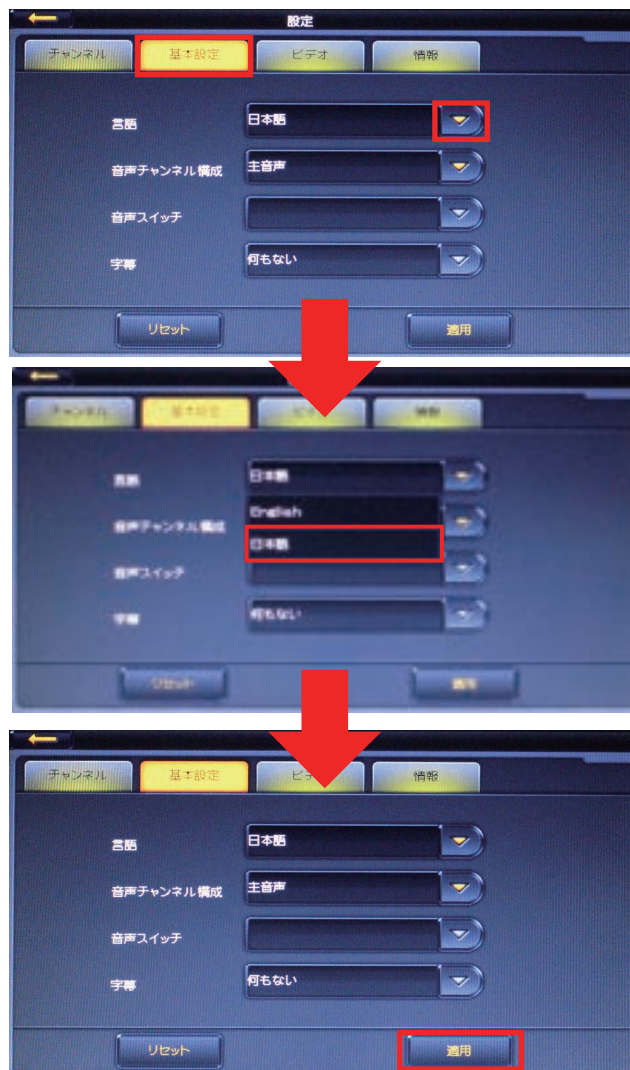 設定
チャンネル 基本設定 ビデオ 情報
言語 日本語
音声チャンネル構成 主音声
音声スイッチ
字幕 何もない
リセット 適用
チャンネル 基本設定 ビデオ 情報
言語 日本語
English
音声チャンネル構成
日本語
音声スイッチ
字幕 何もない
リセット 適用
チャンネル 基本設定 情報
言語 日本語
音声チャンネル構成 主音声
音声スイッチ
字幕 何もない
リセット 適用